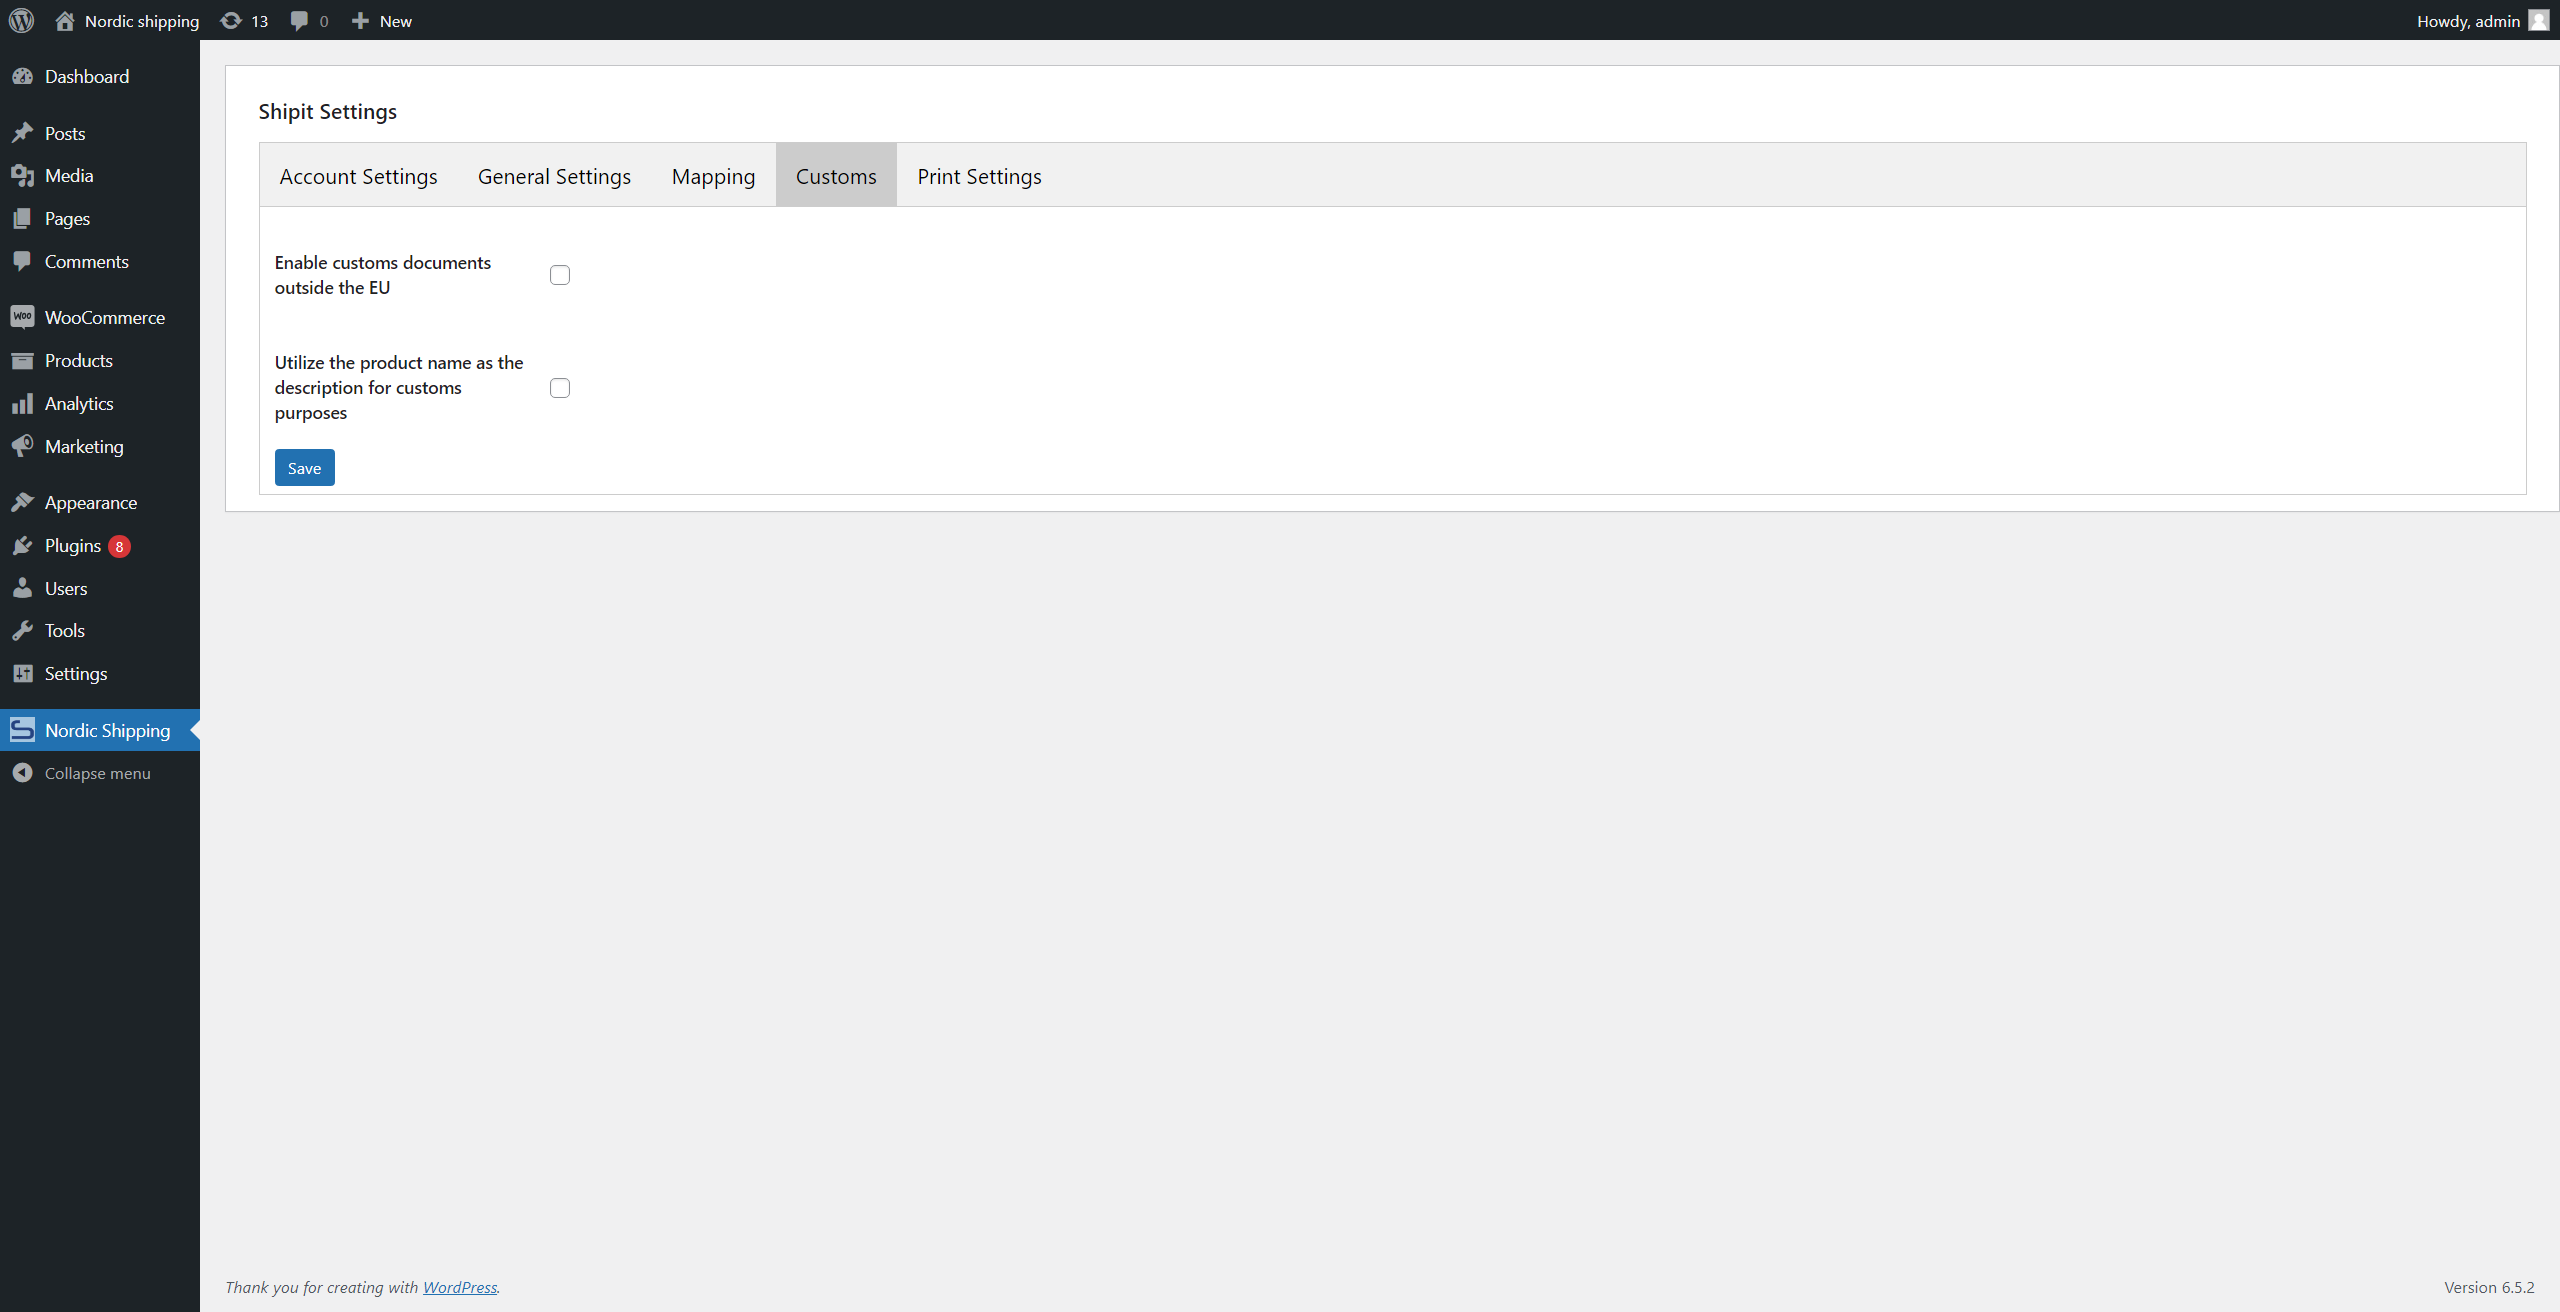 Nordic shipping 13 0 New Howdy, admin
Dashboard
Posts
Media
Pages
Comments
WooCommerce
Products
Analytics
Marketing
Appearance
Plugins 8
Users
Tools
Settings
Nordic Shipping
Collapse menu
Shipit Settings
Account Settings General Settings Mapping Customs Print Settings
Enable customs documents
outside the EU
Utilize the product name as the
description for customs
purposes
Save
Thank you for creating with WordPress.
Version 6.5.2